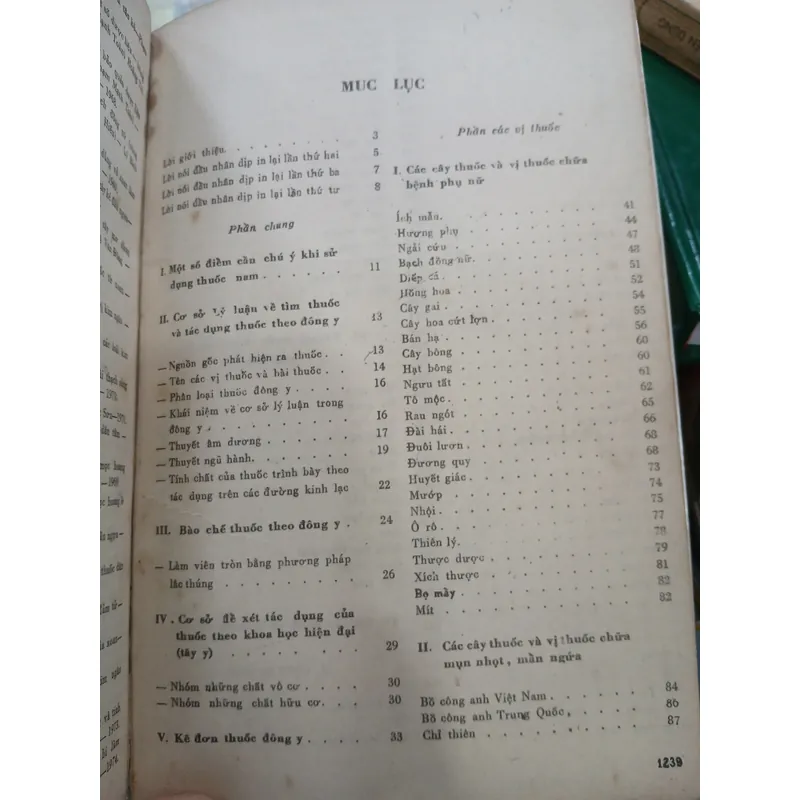 MUC LỤC
Lời giới thiệu. . . . . . . . 3
Lời nói đầu nhân dịp in lại lần thứ hai 5
Lời nói đầu nhân dịp in lại lần thứ ba 7
Lời nói đầu nhân dịp in lại lần thứ tư 8
Phần chung
I. Một số điểm cần chú ý khi sử
dụng thuốc nam . . . . . 11
II. Cơ sở lý luận về tìm thuốc
và tác dụng thuốc theo đông y 13
— Nguồn gốc phát hiện ra thuốc . . 13
— Tên các vị thuốc và bài thuốc . . 14
— Phân loại thuốc đông y . . . 16
— Khái niệm về cơ sở lý luận trong
đông y . . . . . . . . 16
— Thuyết âm dương . . . . . 17
— Thuyết ngũ hành. . . . . . 19
— Tính chất của thuốc trình bày theo
tác dụng trên các đường kinh lạc 22
III. Bào chế thuốc theo đông y . 24
— Làm viên tròn bằng phương pháp
lắc thúng . . . . . . . . 26
IV. Cơ sở để xét tác dụng của
thuốc theo khoa học hiện đại
(tây y) . . . . . . . . 29
— Nhóm những chất vô cơ . . . . 30
— Nhóm những chất hữu cơ . . . . 30
V. Kê đơn thuốc đông y . . . . 33
Phần các vị thuốc
I. Các cây thuốc và vị thuốc chữa
bệnh phụ nữ
Ích mẫu. . . . . . . . . 41
Hương phụ . . . . . . . . 44
Ngải cứu . . . . . . . . 47
Bạch đồng nữ. . . . . . . . 48
Diếp cá . . . . . . . . . 51
Hồng hoa . . . . . . . . 52
Cây gai . . . . . . . . . 54
Cây hoa cứt lợn . . . . . . . 55
Bán hạ . . . . . . . . . 56
Cây bông . . . . . . . . 60
Hạt bông . . . . . . . . 60
Ngưu tất . . . . . . . . 61
Tô mộc . . . . . . . . . 62
Rau ngót . . . . . . . . 65
Đài hái . . . . . . . . . 66
Đuôi lươn . . . . . . . . 68
Đương quy . . . . . . . . 68
Huyết giác . . . . . . . . 73
Mướp . . . . . . . . . 74
Nhội . . . . . . . . . . 75
Ô rô . . . . . . . . . . 77
Thiên lý. . . . . . . . . 78
Thược dược . . . . . . . . 79
Xích thược . . . . . . . . 81
Bọ mẩy . . . . . . . . . 82
Mít . . . . . . . . . . 82
II. Các cây thuốc và vị thuốc chữa
mụn nhọt, mẩn ngứa
Bồ công anh Việt Nam . . . . . 84
Bồ công anh Trung Quốc . . . . 86
Chỉ thiên . . . . . . . . 87
1239